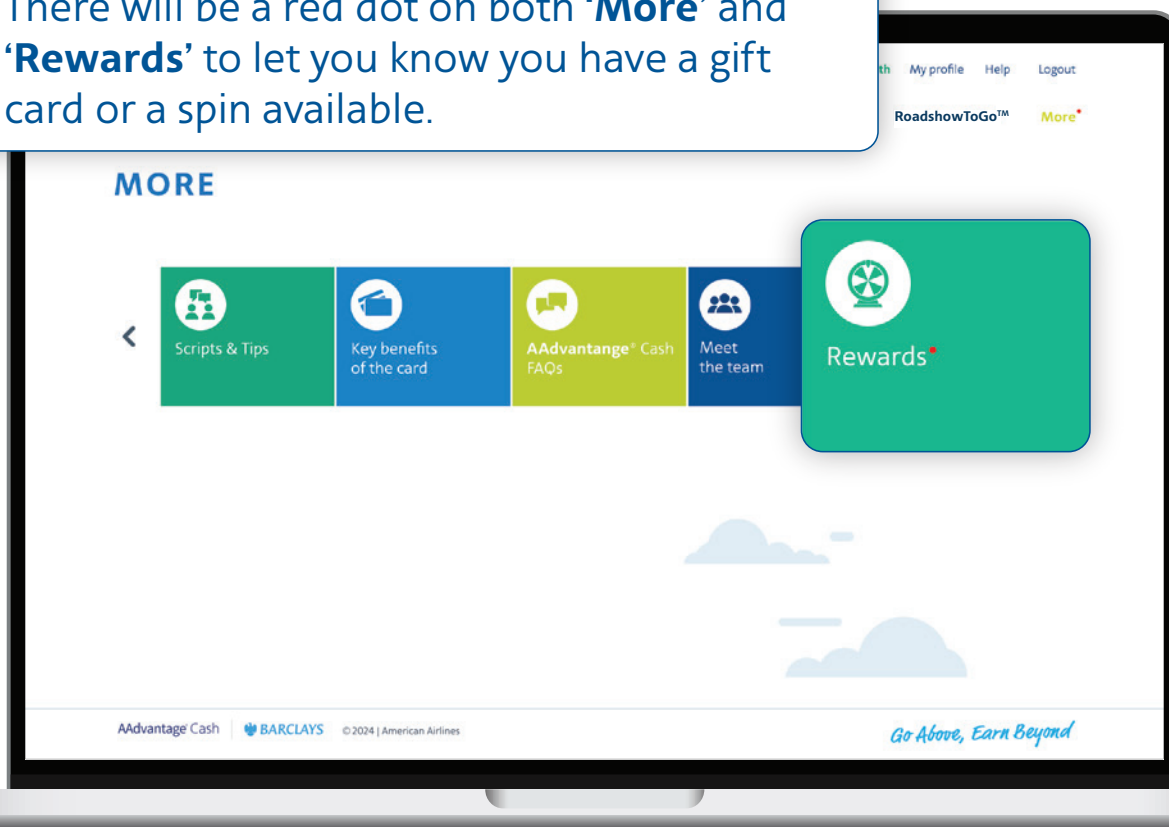 There will be a red dot on both ‘More’ and
‘Rewards’ to let you know you have a gift
card or a spin available.
My profile Help Logout
RoadshowToGo™ More
MORE
Scripts & Tips
Key benefits
of the card
AAdvantange® Cash
FAQs
Meet
the team
Rewards
AAdvantage® Cash BARCLAYS © 2024 | American Airlines
Go Above, Earn Beyond